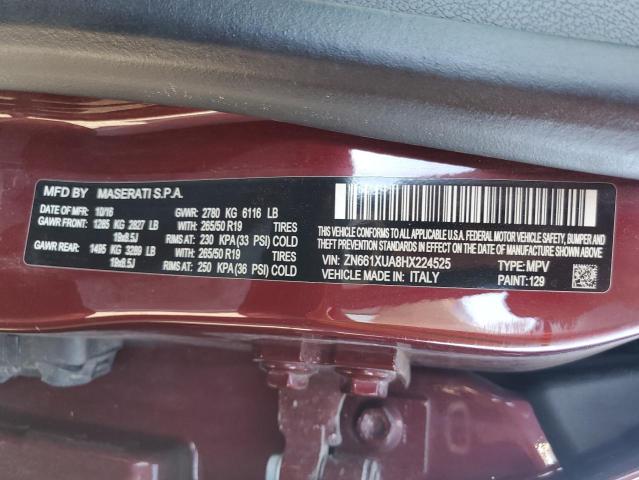 MFD BY MASERATI S.P.A.
DATE OF MFR: 10/16 GVWR: 2780 KG 6116 LB
GAWR FRONT: 1285 KG 2827 LB WITH: 265/50 R19 TIRES
19x8.5J RIMS AT: 230 KPA (33 PSI) COLD
GAWR REAR: 1495 KG 3289 LB WITH: 265/50 R19 TIRES
19x8.5J RIMS AT: 250 KPA (36 PSI) COLD
THIS VEHICLE CONFORMS TO ALL APPLICABLE U.S.A. FEDERAL MOTOR VEHICLE SAFETY, BUMPER
AND THEFT PREVENTION STANDARDS IN EFFECT ON THE DATE OF MANUFACTURE SHOWN ABOVE
VIN: ZN661XUA8HX224525 TYPE: MPV
VEHICLE MADE IN: ITALY PAINT: 129